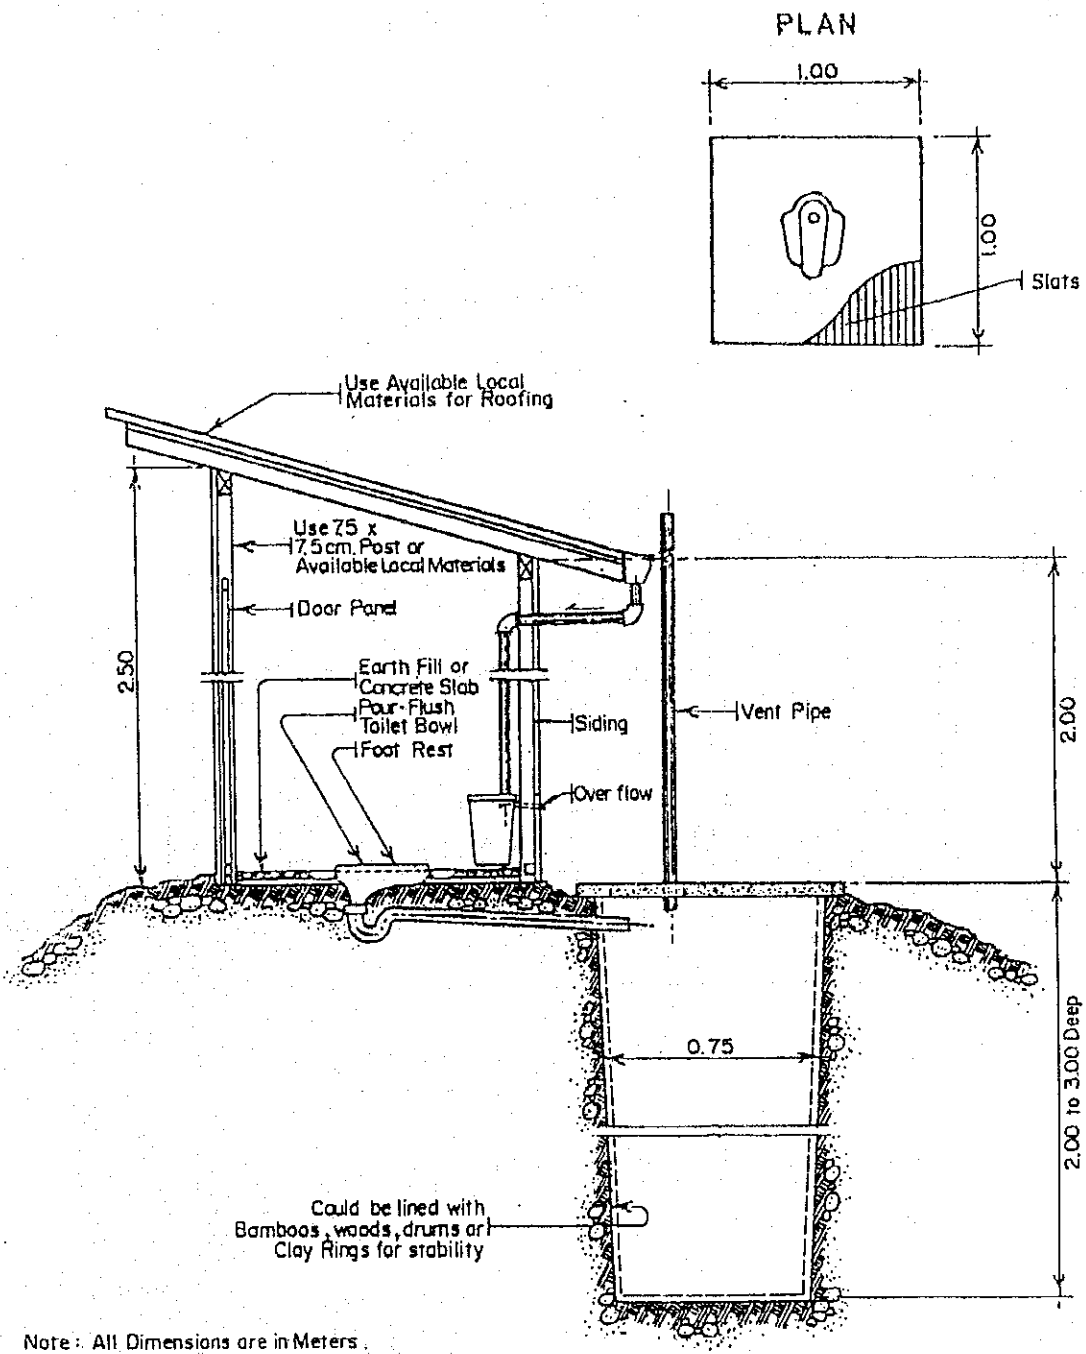 PLAN
1.00
1.00
Slats
Use Available Local
Materials for Roofing
Use 7.5 x
7.5cm. Post or
Available Local Materials
Door Panel
2.50
Earth Fill or
Concrete Slab
Pour-Flush
Toilet Bowl
Foot Rest
Siding
Vent Pipe
2.00
Over flow
0.75
2.00 to 3.00 Deep
Could be lined with
Bamboos, woods, drums or
Clay Rings for stability
Note: All Dimensions are in Meters.